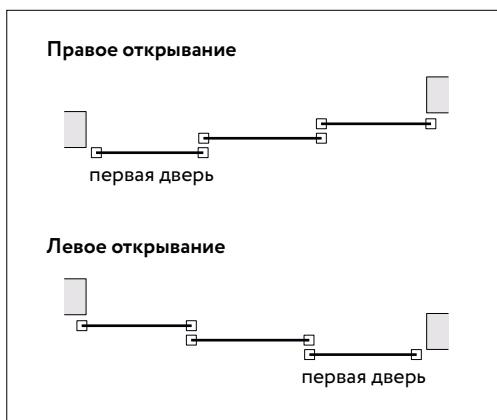 Правое открывание
первая дверь
Левое открывание
первая дверь